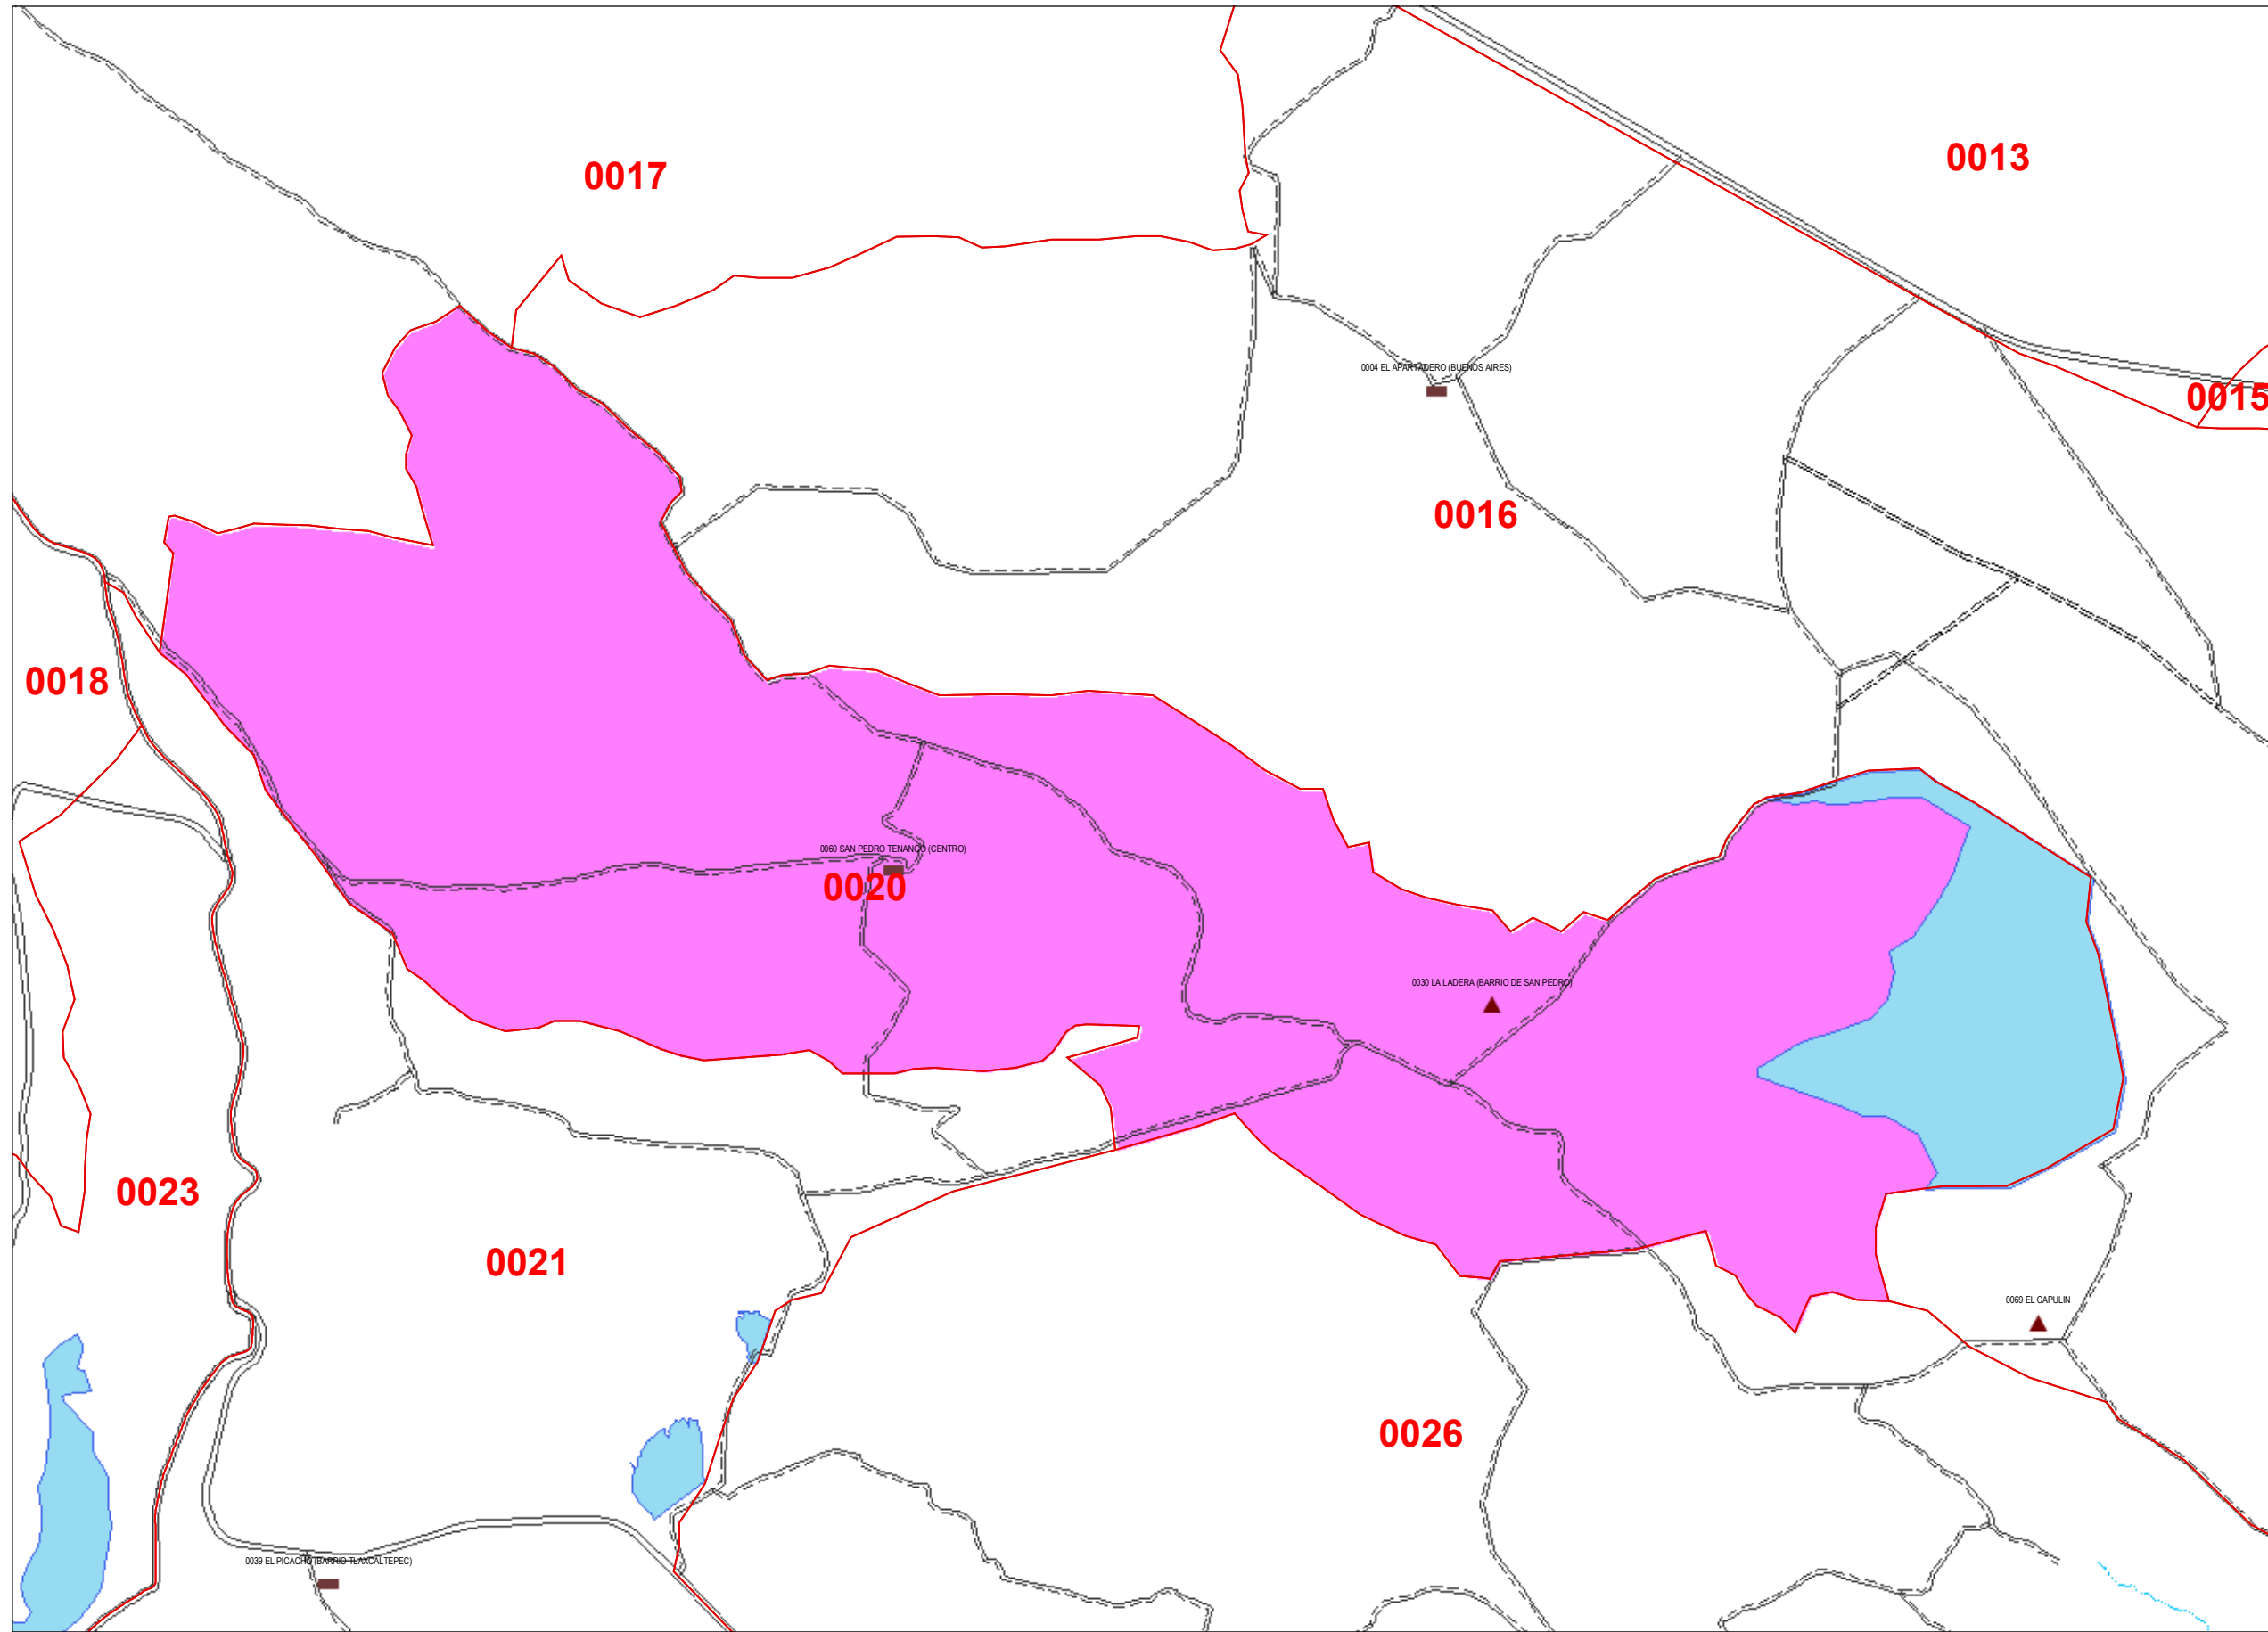 0013
0017
0004 EL APARTADERO (BUENOS AIRES)
0015
0016
0018
0060 SAN PEDRO TENANGO (CENTRO)
0020
0030 LA LADERA (BARRIO DE SAN PEDRO)
0023
0021
0069 EL CAPULIN
0026
0039 EL PICACHO (BARRIO TLAXCALTEPEC)